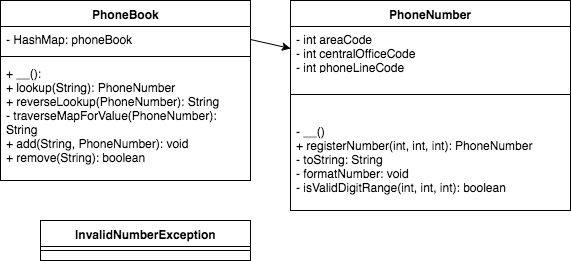 PhoneBook
- HashMap: phoneBook
+ __():
+ lookup(String): PhoneNumber
+ reverseLookup(PhoneNumber): String
- traverseMapForValue(PhoneNumber):
String
+ add(String, PhoneNumber): void
+ remove(String): boolean
PhoneNumber
- int areaCode
- int centralOfficeCode
- int phoneLineCode
- __()
+ registerNumber(int, int, int): PhoneNumber
- toString: String
- formatNumber: void
- isValidDigitRange(int, int, int): boolean
InvalidNumberException